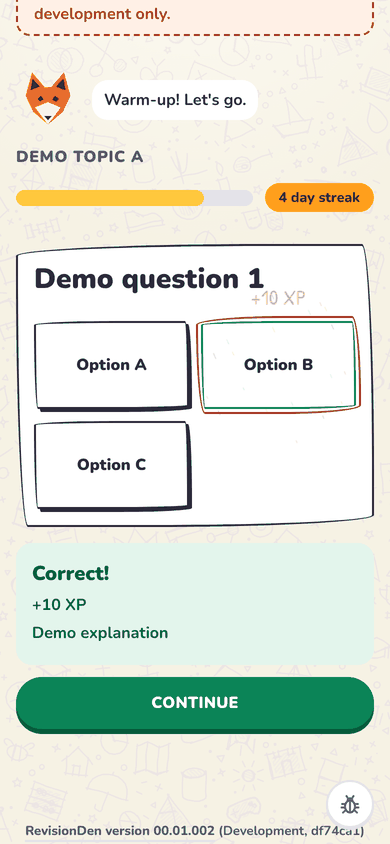 development only.
Warm-up! Let's go.
DEMO TOPIC A
4 day streak
Demo question 1
+10 XP
Option A
Option B
Option C
Correct!
+10 XP
Demo explanation
CONTINUE
RevisionDen version 00.01.002 (Development, df74ca1)